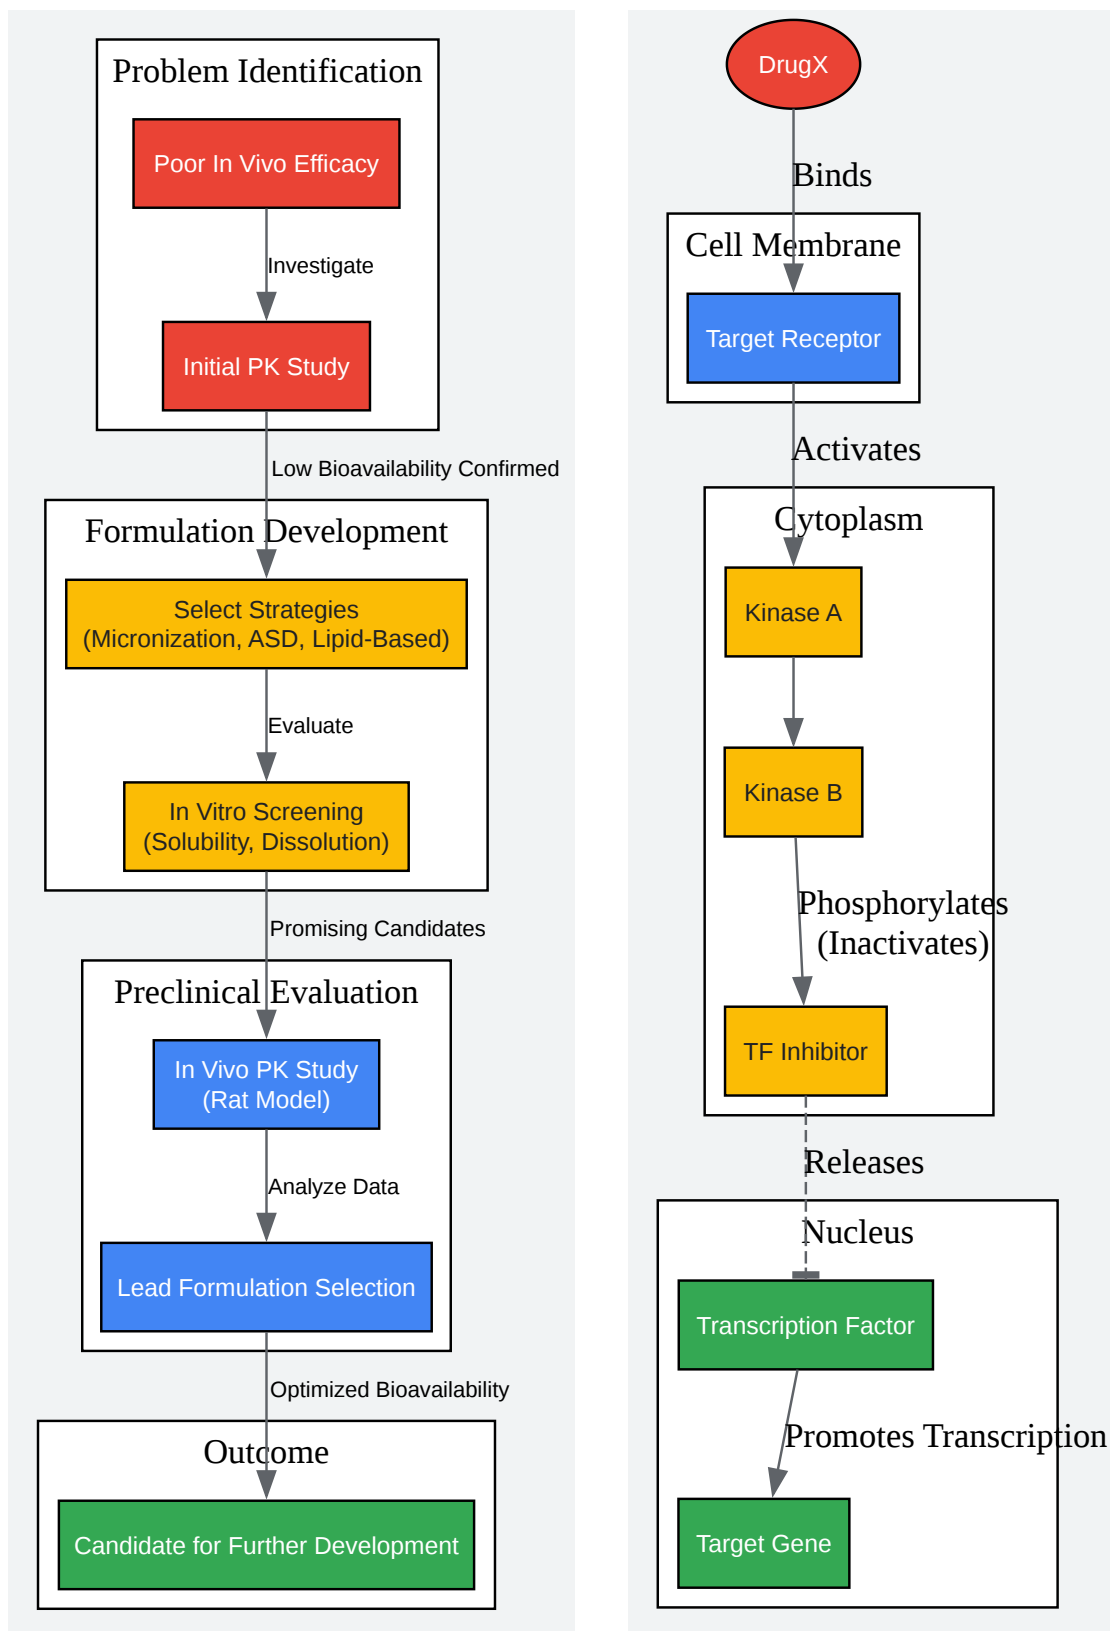 Problem Identification
Poor In Vivo Efficacy
Investigate
Initial PK Study
Low Bioavailability Confirmed
Formulation Development
Select Strategies
(Micronization, ASD, Lipid-Based)
Evaluate
In Vitro Screening
(Solubility, Dissolution)
Promising Candidates
Preclinical Evaluation
In Vivo PK Study
(Rat Model)
Analyze Data
Lead Formulation Selection
Optimized Bioavailability
Outcome
Candidate for Further Development
DrugX
Binds
Cell Membrane
Target Receptor
Activates
Cytoplasm
Kinase A
Kinase B
Phosphorylates
(Inactivates)
TF Inhibitor
Releases
Nucleus
Transcription Factor
Promotes Transcription
Target Gene